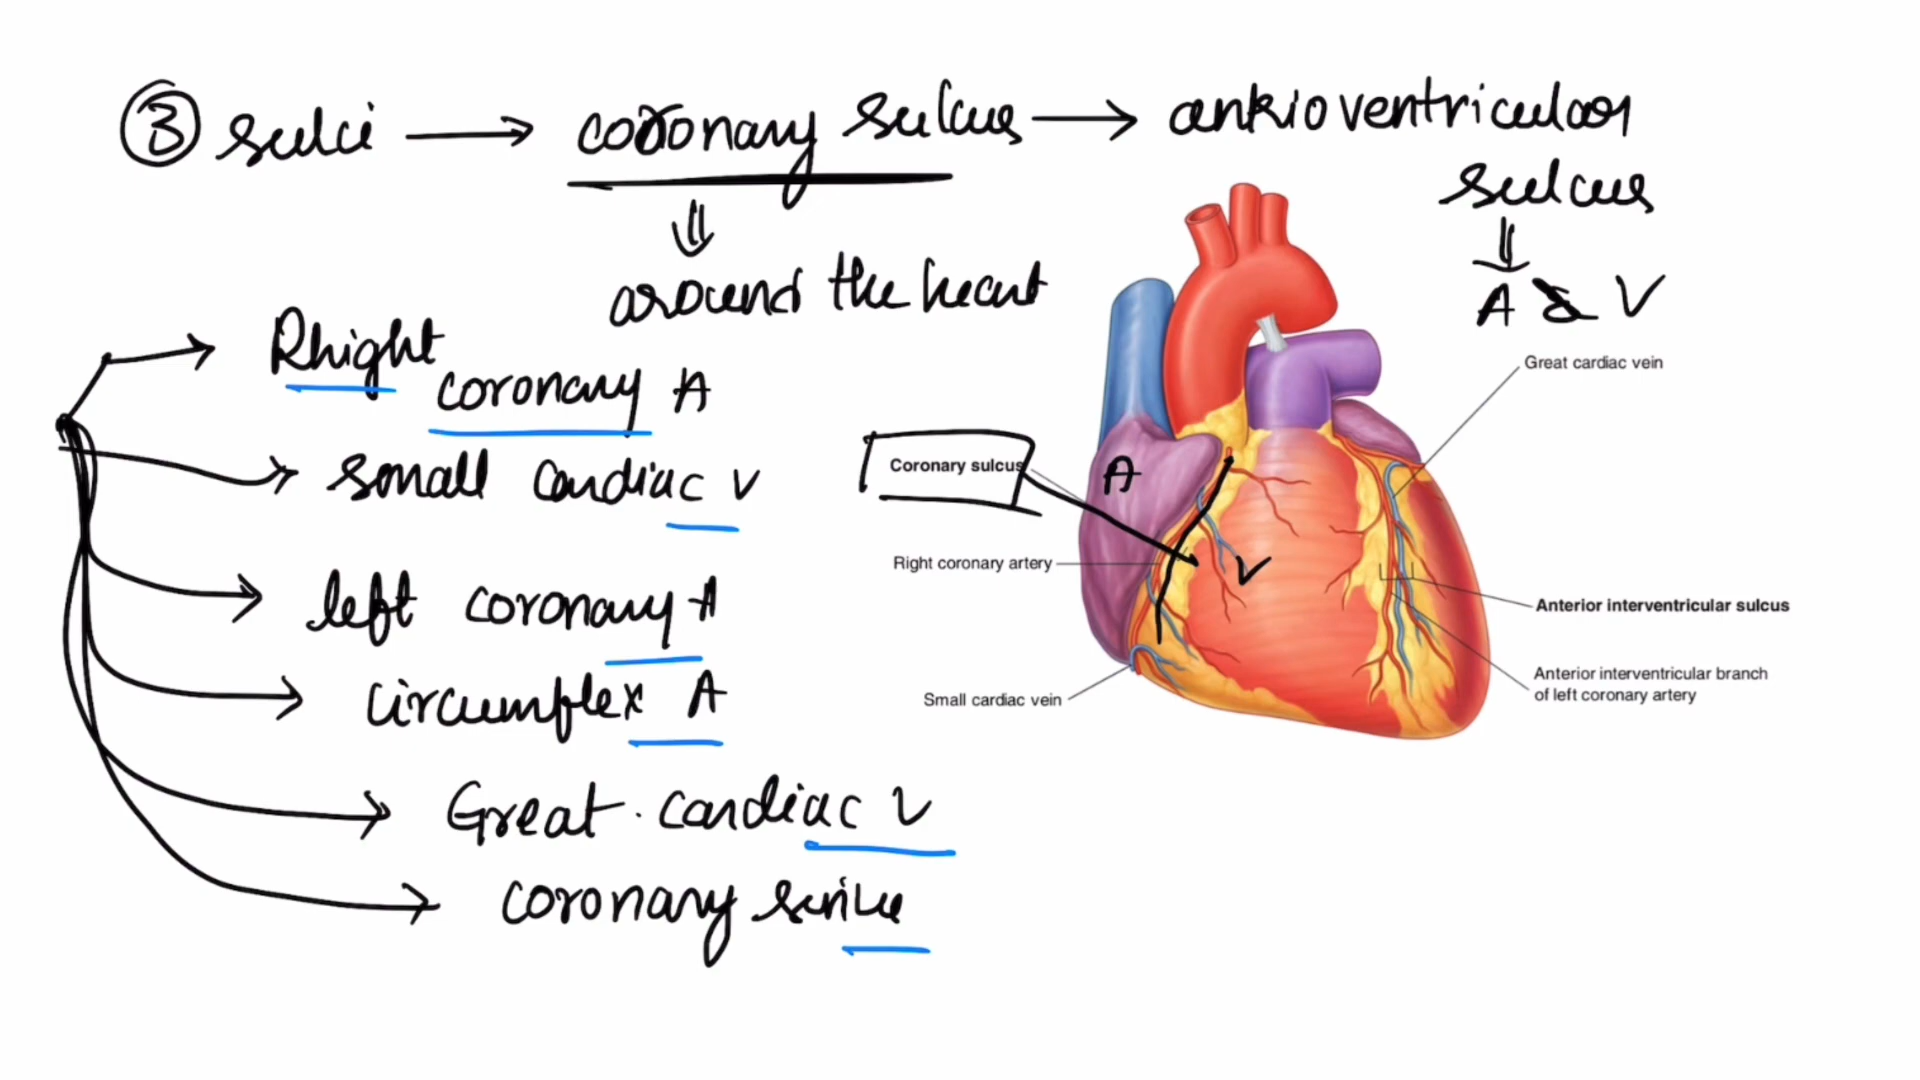 3 sulci → coronary sulcus → antrioventricular
sulcus
⇓
A & V
⇓
around the heart
Rhight
coronary A
small cardiac V
left coronary A
circumflex A
Great cardiac V
coronary sinus
Great cardiac vein
Coronary sulcus
A
Right coronary artery
V
Anterior interventricular sulcus
Anterior interventricular branch
of left coronary artery
Small cardiac vein